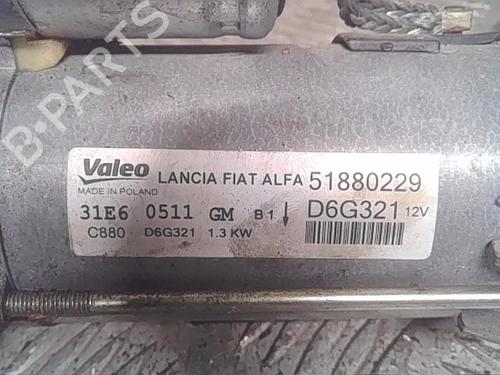 B-PARTS
Valeo LANCIA FIAT ALFA 51880229
MADE IN POLAND
31E6 0511 GM B1↓ D6G321 12V
C880 D6G321 1.3 KW